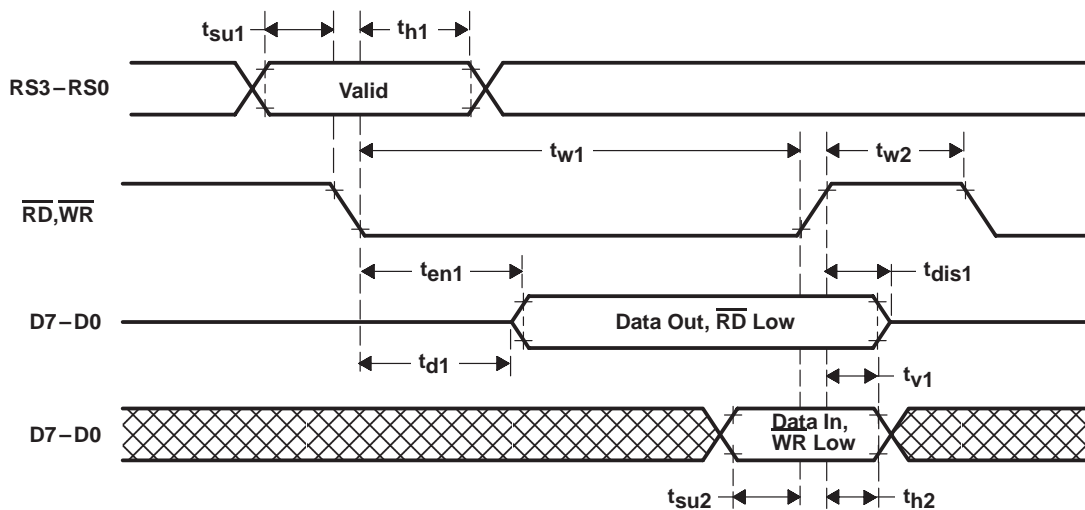 tsu1
th1
RS3–RS0
Valid
tw1
tw2
RD,WR
ten1
tdis1
D7–D0
Data Out, RD Low
td1
tv1
D7–D0
Data In,
WR Low
tsu2
th2